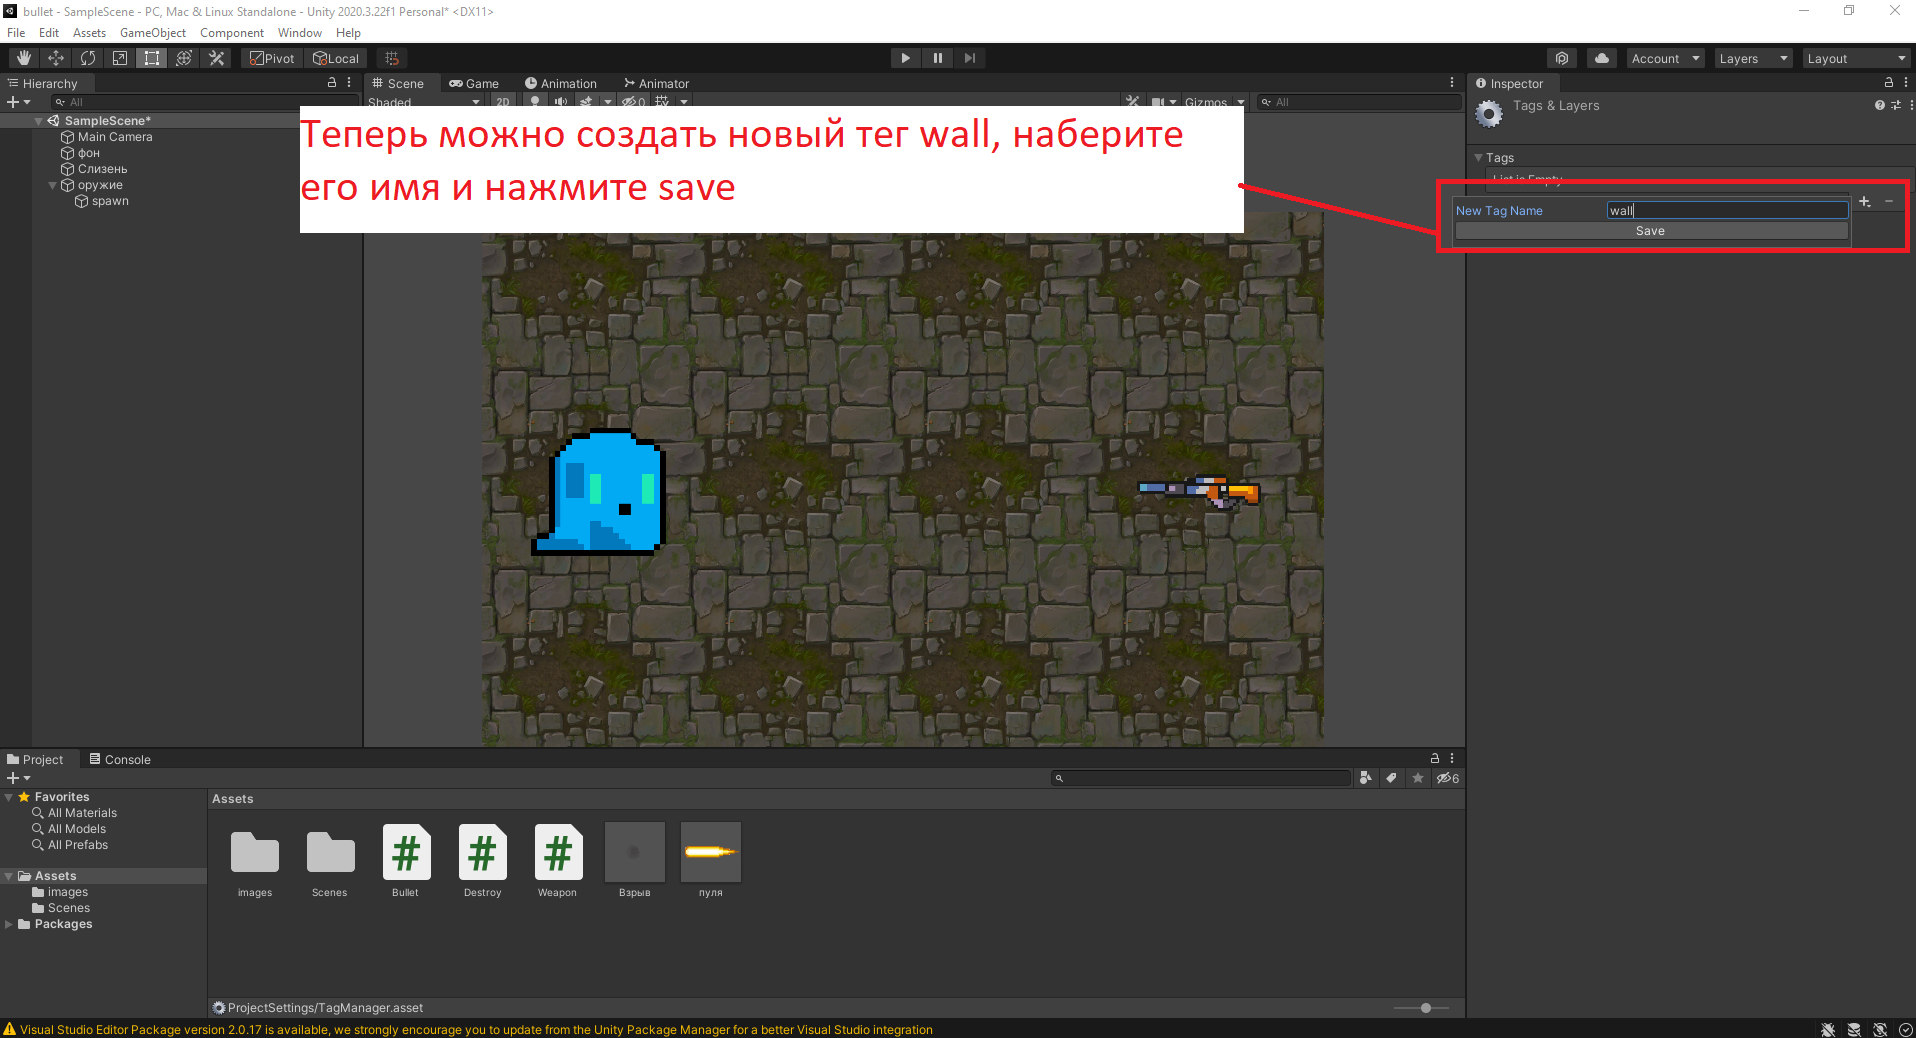 bullet - SampleScene - PC, Mac & Linux Standalone - Unity 2020.3.22f1 Personal* <DX11>
File Edit Assets GameObject Component Window Help
Pivot Local Account Layers Layout
Hierarchy
All
SampleScene*
Main Camera
фон
Слизень
оружие
spawn
Scene Game Animation Animator
Shaded 2D 0 Gizmos All
Теперь можно создать новый тег wall, наберите
его имя и нажмите save
Inspector
Tags & Layers
Tags
List is Empty
New Tag Name wall
Save
Project Console
6
Favorites
All Materials
All Models
All Prefabs
Assets
images
Scenes
Packages
Assets
images Scenes Bullet Destroy Weapon Взрыв пуля
ProjectSettings/TagManager.asset
Visual Studio Editor Package version 2.0.17 is available, we strongly encourage you to update from the Unity Package Manager for a better Visual Studio integration